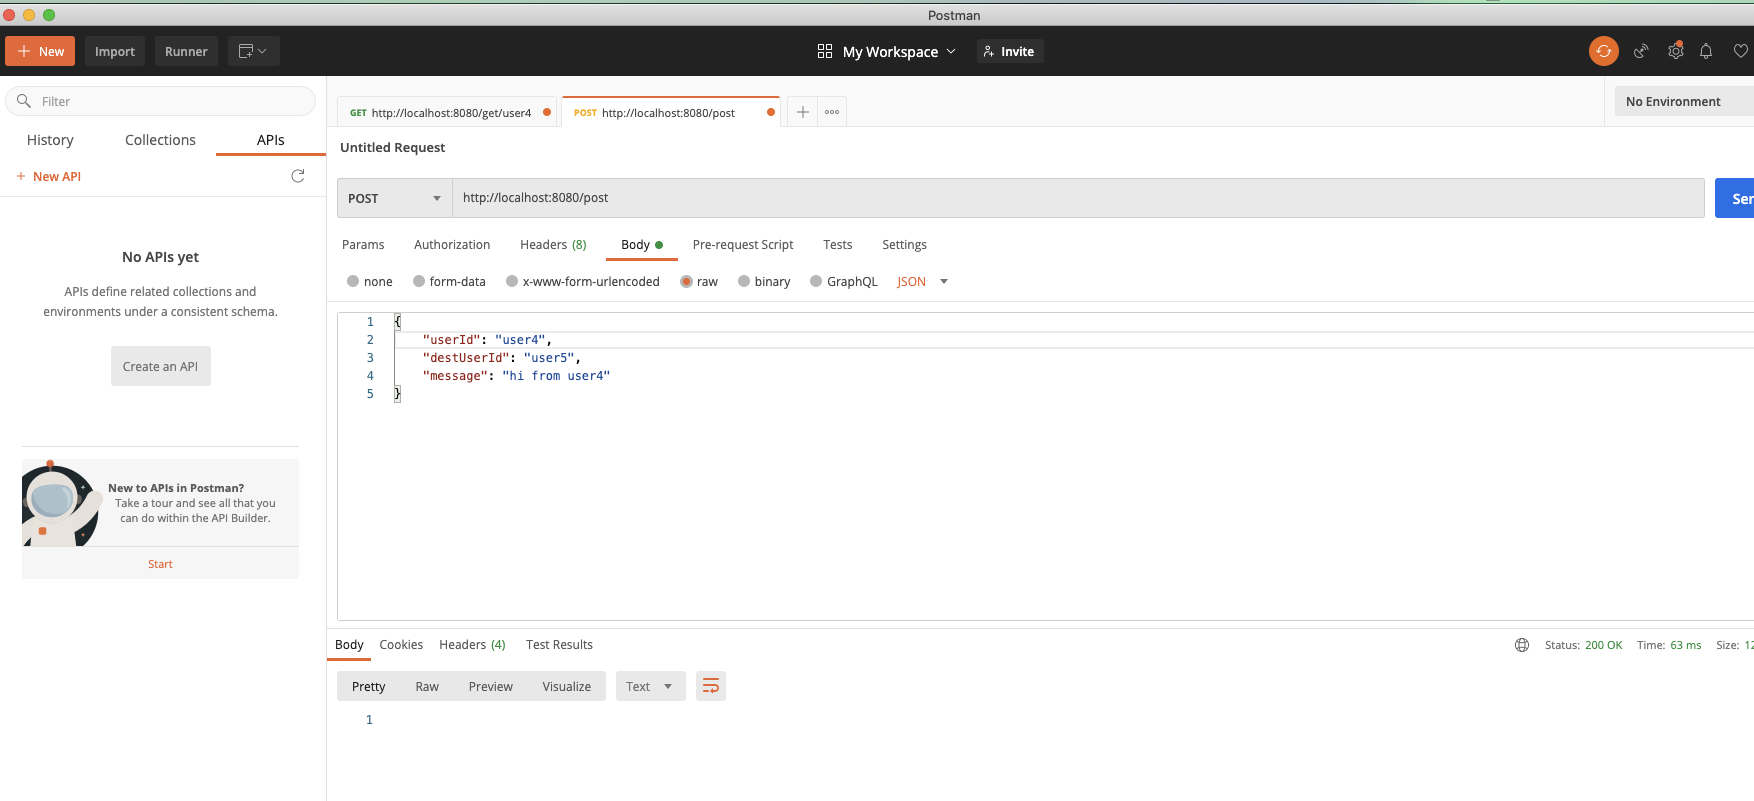 Postman
New Import Runner My Workspace Invite
Filter
History Collections APIs
New API
No APIs yet
APIs define related collections and
environments under a consistent schema.
Create an API
New to APIs in Postman?
Take a tour and see all that you
can do within the API Builder.
Start
GET http://localhost:8080/get/user4 POST http://localhost:8080/post No Environment
Untitled Request
POST http://localhost:8080/post Ser
Params Authorization Headers (8) Body Pre-request Script Tests Settings
none form-data x-www-form-urlencoded raw binary GraphQL JSON
1 {
2 "userId": "user4",
3 "destUserId": "user5",
4 "message": "hi from user4"
5 }
Body Cookies Headers (4) Test Results Status: 200 OK Time: 63 ms Size: 12
Pretty Raw Preview Visualize Text
1